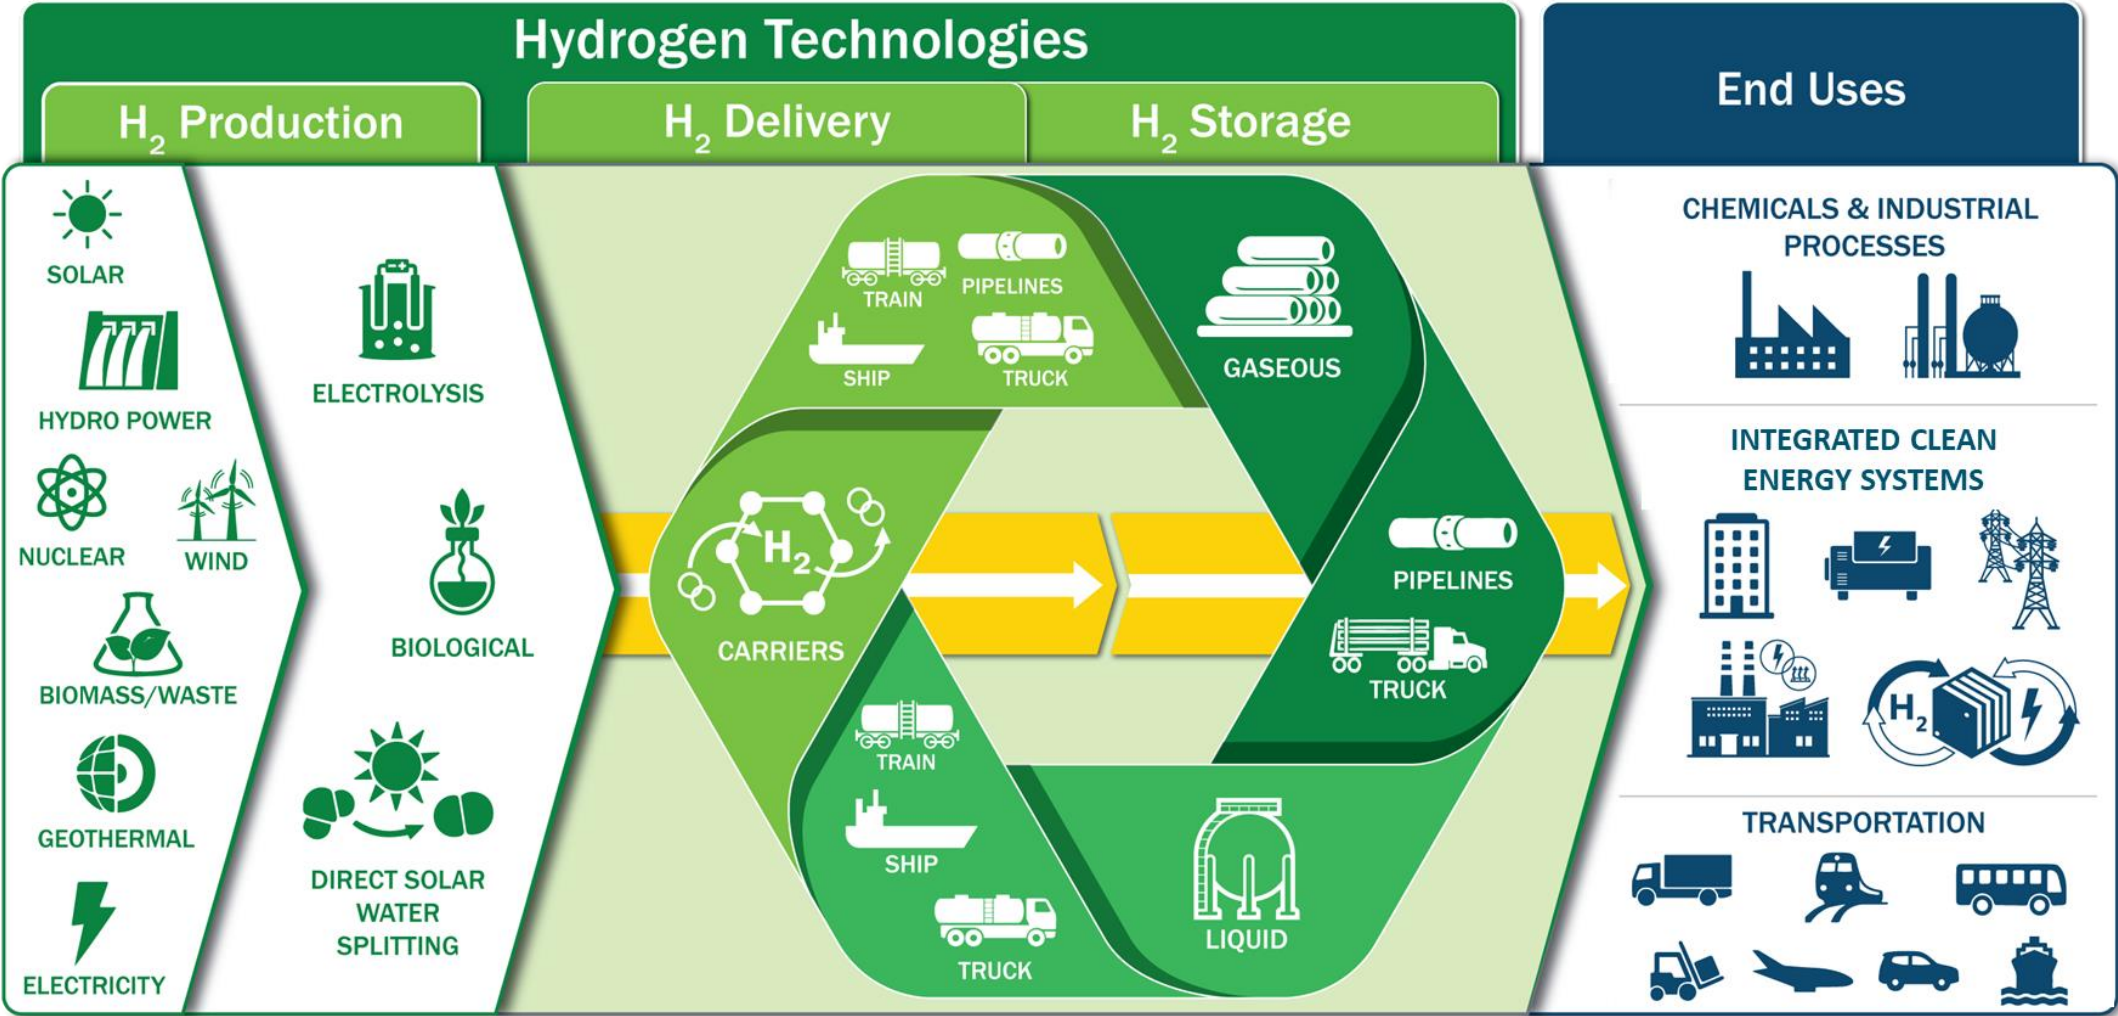 Hydrogen Technologies
End Uses
H₂ Production
H₂ Delivery
H₂ Storage
SOLAR
HYDRO POWER
NUCLEAR
WIND
BIOMASS/WASTE
GEOTHERMAL
ELECTRICITY
ELECTROLYSIS
BIOLOGICAL
DIRECT SOLAR
WATER
SPLITTING
TRAIN
PIPELINES
SHIP
TRUCK
H₂
CARRIERS
TRAIN
SHIP
TRUCK
GASEOUS
PIPELINES
TRUCK
LIQUID
CHEMICALS & INDUSTRIAL
PROCESSES
INTEGRATED CLEAN
ENERGY SYSTEMS
H₂
TRANSPORTATION